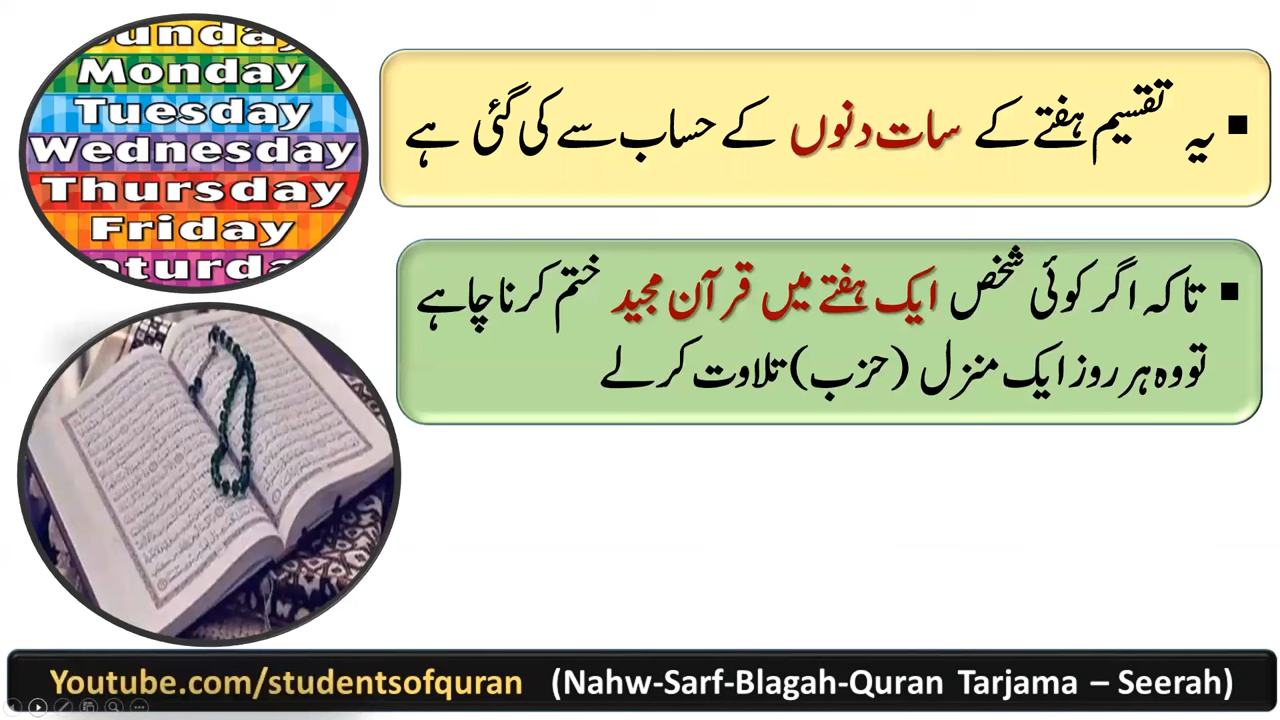 Sunday
Monday
Tuesday
Wednesday
Thursday
Friday
aturda
▪ یہ تقسیم ہفتے کے سات دنوں کے حساب سے کی گئی ہے
▪ تاکہ اگر کوئی شخص ایک ہفتے میں قرآن مجید ختم کرنا چاہے
تو وہ ہر روز ایک منزل (حزب) تلاوت کرلے
Youtube.com/studentsofquran (Nahw-Sarf-Blagah-Quran Tarjama – Seerah)